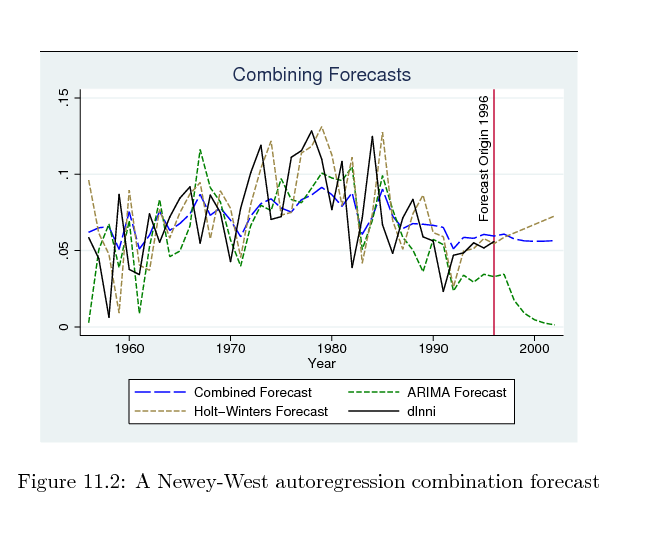 Combining Forecasts
.15
.1
.05
0
Forecast Origin 1996
1960
1970
1980
1990
2000
Year
Combined Forecast
ARIMA Forecast
Holt−Winters Forecast
dlnni
Figure 11.2: A Newey-West autoregression combination forecast